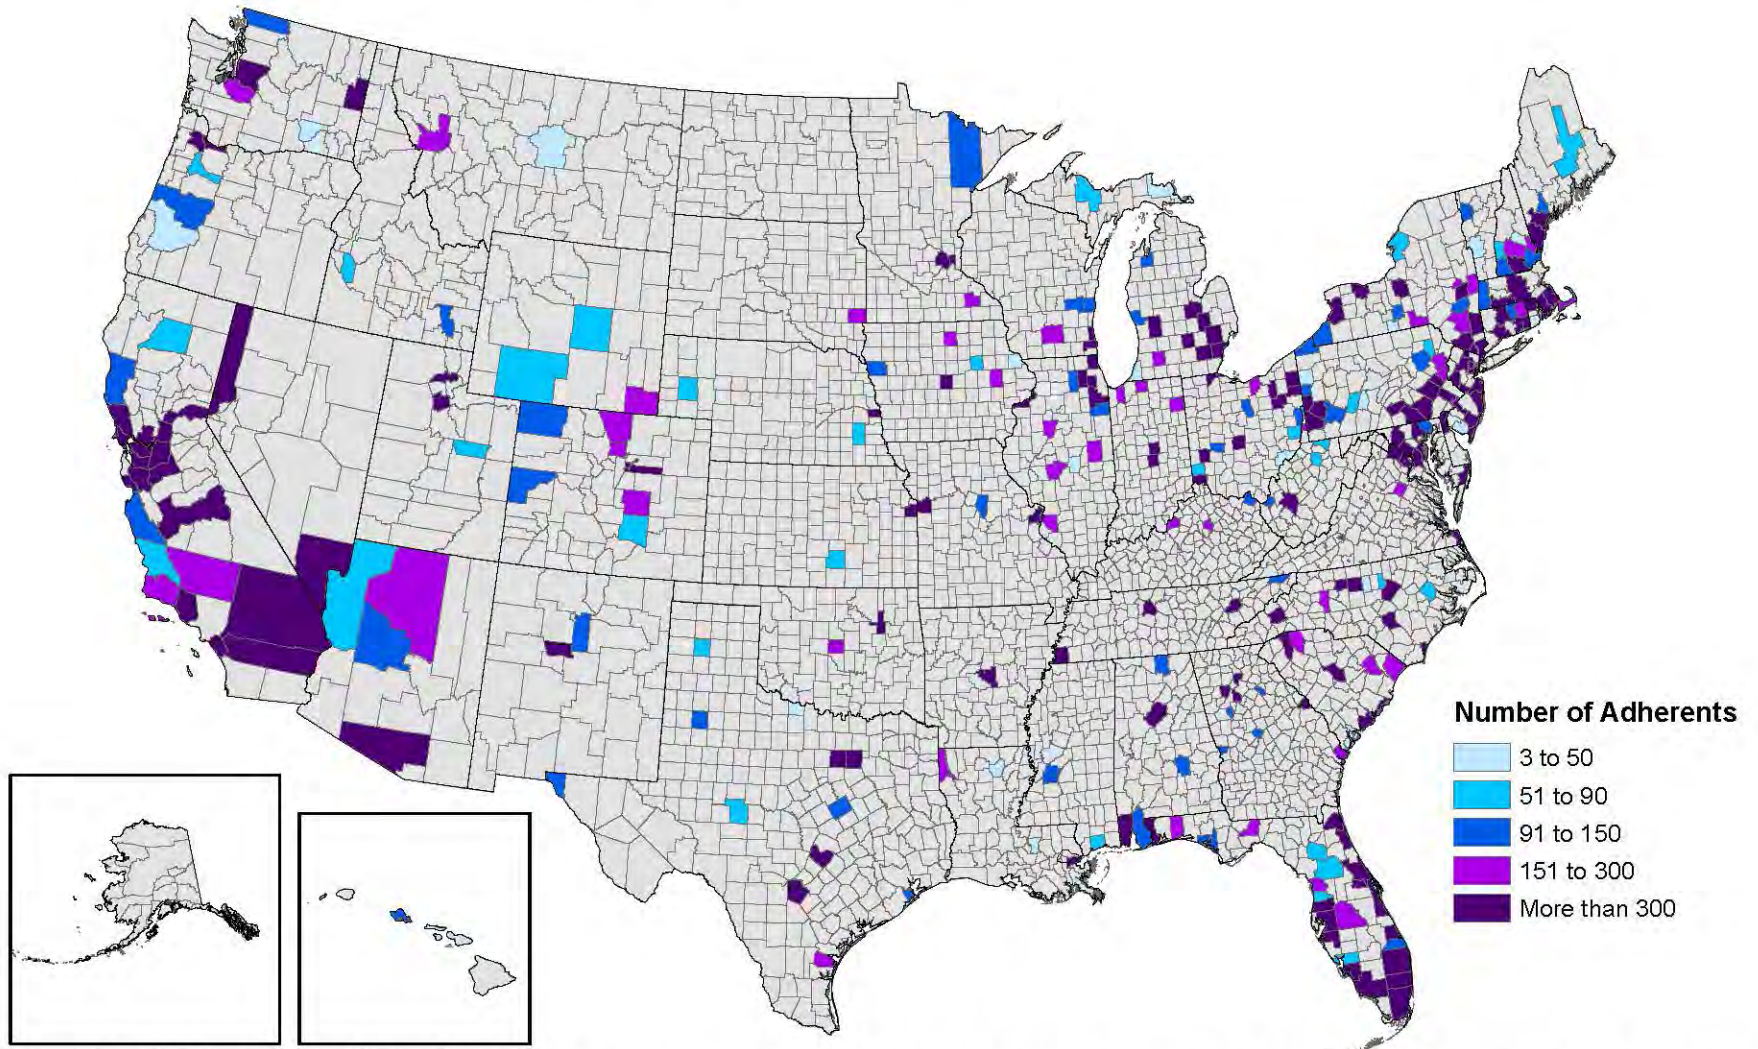 Number of Adherents
3 to 50
51 to 90
91 to 150
151 to 300
More than 300